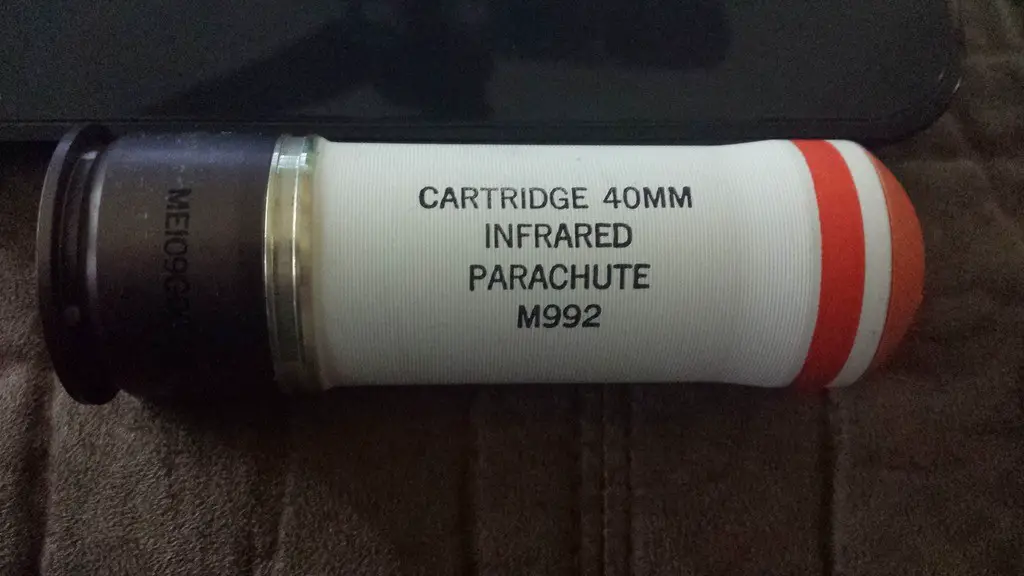 CARTRIDGE 40MM
INFRARED
PARACHUTE
M992